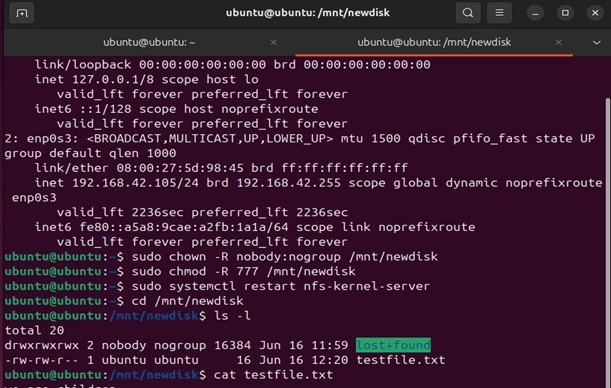 ubuntu@ubuntu: /mnt/newdisk
ubuntu@ubuntu: ~
ubuntu@ubuntu: /mnt/newdisk
link/loopback 00:00:00:00:00:00 brd 00:00:00:00:00:00
inet 127.0.0.1/8 scope host lo
valid_lft forever preferred_lft forever
inet6 ::1/128 scope host noprefixroute
valid_lft forever preferred_lft forever
2: enp0s3: <BROADCAST,MULTICAST,UP,LOWER_UP> mtu 1500 qdisc pfifo_fast state UP
group default qlen 1000
link/ether 08:00:27:5d:98:45 brd ff:ff:ff:ff:ff:ff
inet 192.168.42.105/24 brd 192.168.42.255 scope global dynamic noprefixroute
enp0s3
valid_lft 2236sec preferred_lft 2236sec
inet6 fe80::a5a8:9cae:a2fb:1a1a/64 scope link noprefixroute
valid_lft forever preferred_lft forever
ubuntu@ubuntu:~$ sudo chown -R nobody:nogroup /mnt/newdisk
ubuntu@ubuntu:~$ sudo chmod -R 777 /mnt/newdisk
ubuntu@ubuntu:~$ sudo systemctl restart nfs-kernel-server
ubuntu@ubuntu:~$ cd /mnt/newdisk
ubuntu@ubuntu:/mnt/newdisk$ ls -l
total 20
drwxrwxrwx 2 nobody nogroup 16384 Jun 16 11:59 lost+found
-rw-rw-r-- 1 ubuntu ubuntu 16 Jun 16 12:20 testfile.txt
ubuntu@ubuntu:/mnt/newdisk$ cat testfile.txt